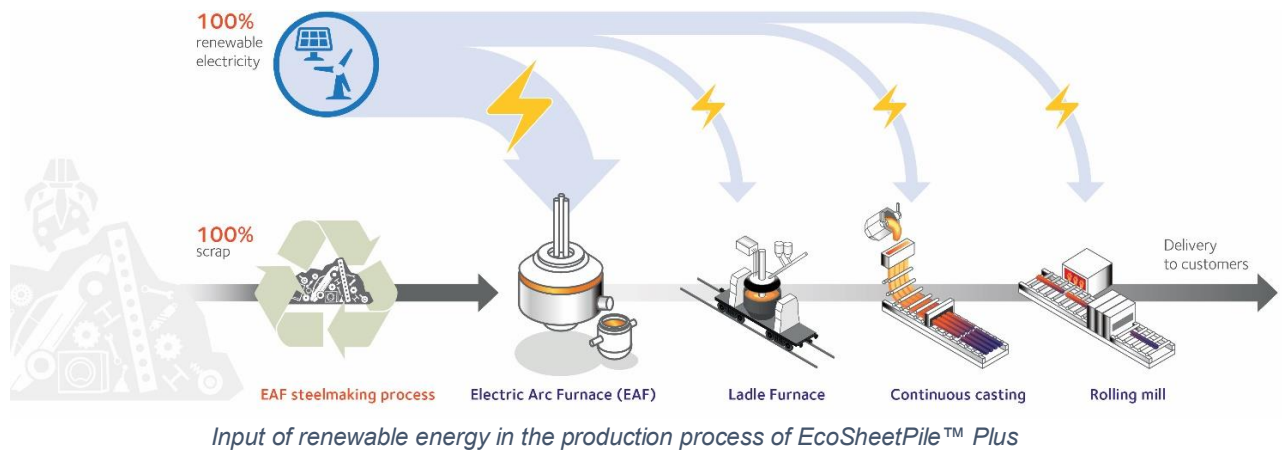 100%
renewable
electricity
100%
scrap
Delivery
to customers
EAF steelmaking process
Electric Arc Furnace (EAF)
Ladle Furnace
Continuous casting
Rolling mill
Input of renewable energy in the production process of EcoSheetPile™ Plus